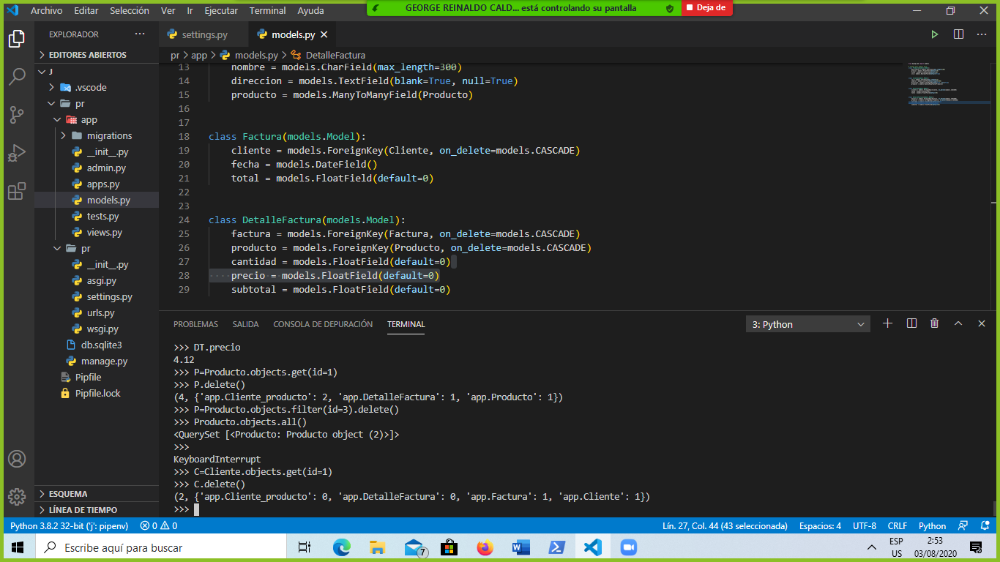 Archivo Editar Selección Ver Ir Ejecutar Terminal Ayuda
GEORGE REINALDO CALD... está controlando su pantalla
Deja de
EXPLORADOR
EDITORES ABIERTOS
J
.vscode
pr
app
migrations
__init__.py
admin.py
apps.py
models.py
tests.py
views.py
pr
__init__.py
asgi.py
settings.py
urls.py
wsgi.py
db.sqlite3
manage.py
Pipfile
Pipfile.lock
ESQUEMA
LÍNEA DE TIEMPO
settings.py
models.py
pr > app > models.py > DetalleFactura
13 nombre = models.CharField(max_length=300)
14 direccion = models.TextField(blank=True, null=True)
15 producto = models.ManyToManyField(Producto)
16
17
18 class Factura(models.Model):
19 cliente = models.ForeignKey(Cliente, on_delete=models.CASCADE)
20 fecha = models.DateField()
21 total = models.FloatField(default=0)
22
23
24 class DetalleFactura(models.Model):
25 factura = models.ForeignKey(Factura, on_delete=models.CASCADE)
26 producto = models.ForeignKey(Producto, on_delete=models.CASCADE)
27 cantidad = models.FloatField(default=0)
28 precio = models.FloatField(default=0)
29 subtotal = models.FloatField(default=0)
PROBLEMAS SALIDA CONSOLA DE DEPURACIÓN TERMINAL
3: Python
>>> DT.precio
4.12
>>> P=Producto.objects.get(id=1)
>>> P.delete()
(4, {'app.Cliente_producto': 2, 'app.DetalleFactura': 1, 'app.Producto': 1})
>>> P=Producto.objects.filter(id=3).delete()
>>> Producto.objects.all()
<QuerySet [<Producto: Producto object (2)>]>
>>>
KeyboardInterrupt
>>> C=Cliente.objects.get(id=1)
>>> C.delete()
(2, {'app.Cliente_producto': 0, 'app.DetalleFactura': 0, 'app.Factura': 1, 'app.Cliente': 1})
>>>
Python 3.8.2 32-bit ('j': pipenv) 0 0
Lín. 27, Col. 44 (43 seleccionada) Espacios: 4 UTF-8 CRLF Python
Escribe aquí para buscar
7
ESP
US
2:53
03/08/2020